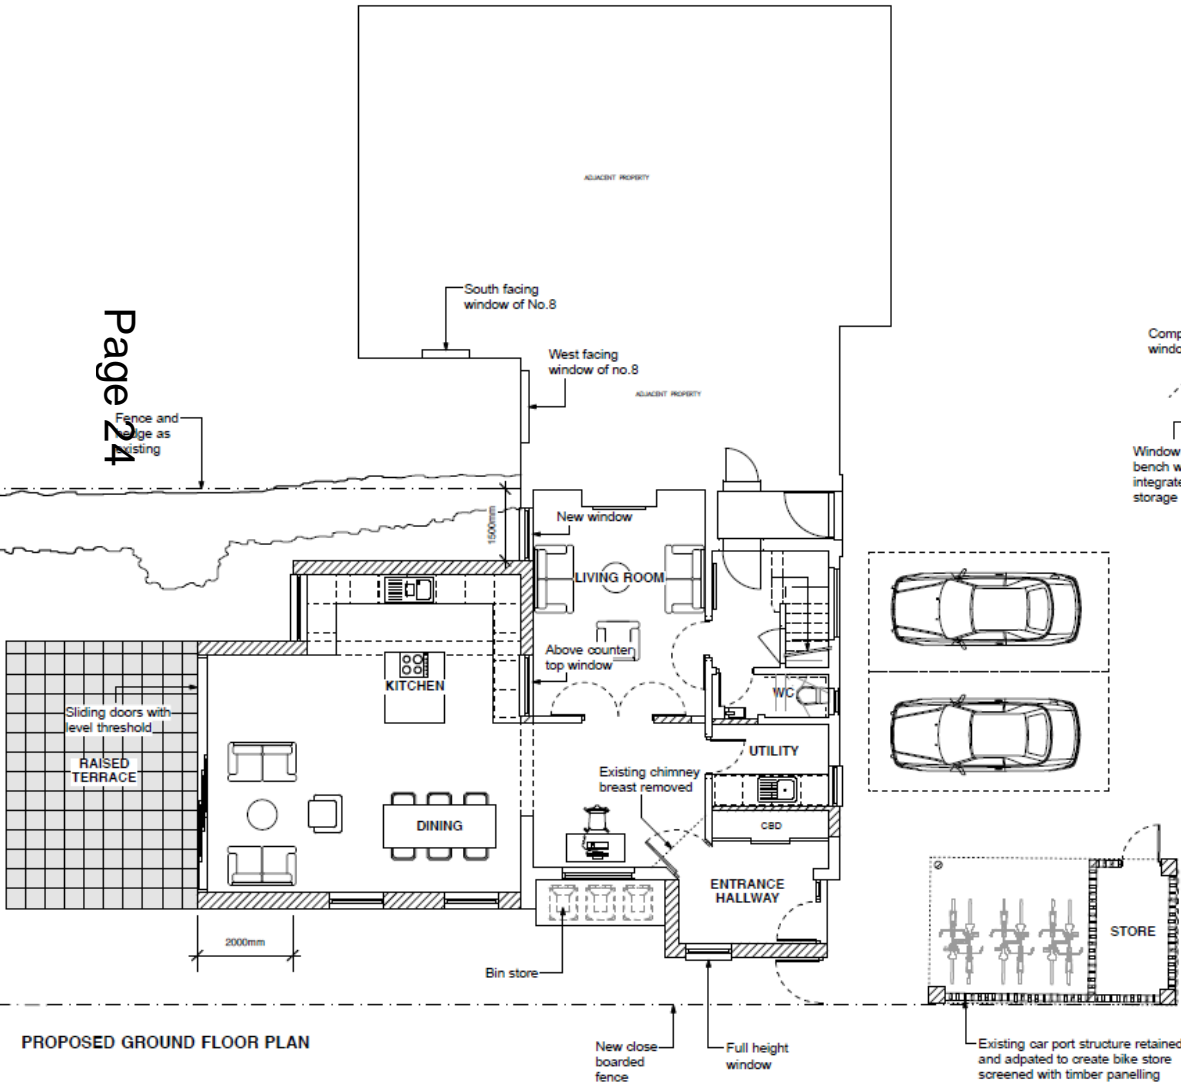 ADJACENT PROPERTY
South facing
window of No.8
Page 24
West facing
window of no.8
ADJACENT PROPERTY
Comp
windo
Fence and
hedge as
existing
Window
bench w
integrate
storage
1500mm
New window
LIVING ROOM
Above counter
top window
KITCHEN
WC
Sliding doors with
level threshold
RAISED
TERRACE
UTILITY
Existing chimney
breast removed
DINING
CBD
ENTRANCE
HALLWAY
STORE
2000mm
Bin store
PROPOSED GROUND FLOOR PLAN
New close
boarded
fence
Full height
window
Existing car port structure retained
and adpated to create bike store
screened with timber panelling